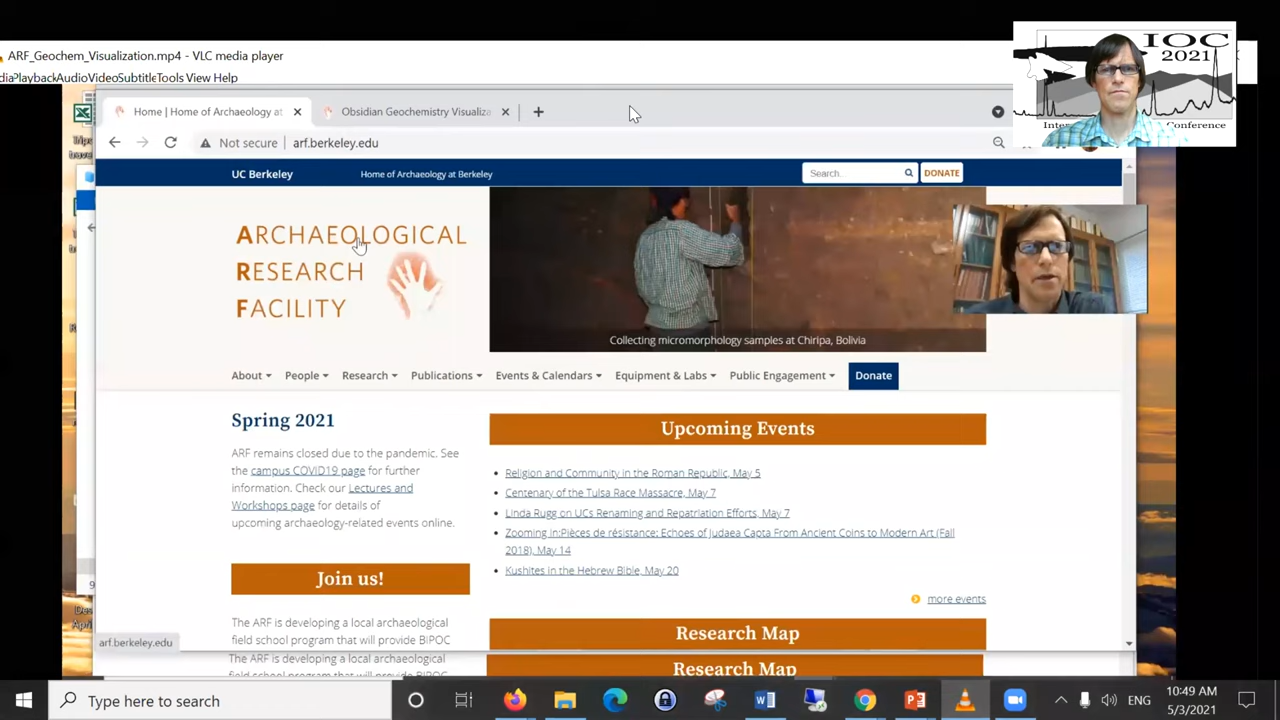 ARF_Geochem_Visualization.mp4 - VLC media player
diaPlaybackAudioVideoSubtitleTools View Help
IOC
2021
Conference
Home | Home of Archaeology at
Obsidian Geochemistry Visualiza
Not secure
arf.berkeley.edu
UC Berkeley
Home of Archaeology at Berkeley
Search.
DONATE
ARCHAEOLOGICAL
RESEARCH
FACILITY
Collecting micromorphology samples at Chiripa, Bolivia
About
People
Research
Publications
Events & Calendars
Equipment & Labs
Public Engagement
Donate
Spring 2021
ARF remains closed due to the pandemic. See
the campus COVID19 page for further
information. Check our Lectures and
Workshops page for details of
upcoming archaeology-related events online.
Join us!
The ARF is developing a local archaeological
field school program that will provide BIPOC
The ARF is developing a local archaeological
Upcoming Events
Religion and Community in the Roman Republic, May 5
Centenary of the Tulsa Race Massacre, May 7
Linda Rugg on UCs Renaming and Repatriation Efforts, May 7
Zooming in:Pièces de résistance: Echoes of Judaea Capta From Ancient Coins to Modern Art (Fall
2018), May 14
Kushites in the Hebrew Bible, May 20
more events
Research Map
Research Map
arf.berkeley.edu
Type here to search
ENG
10:49 AM
5/3/2021